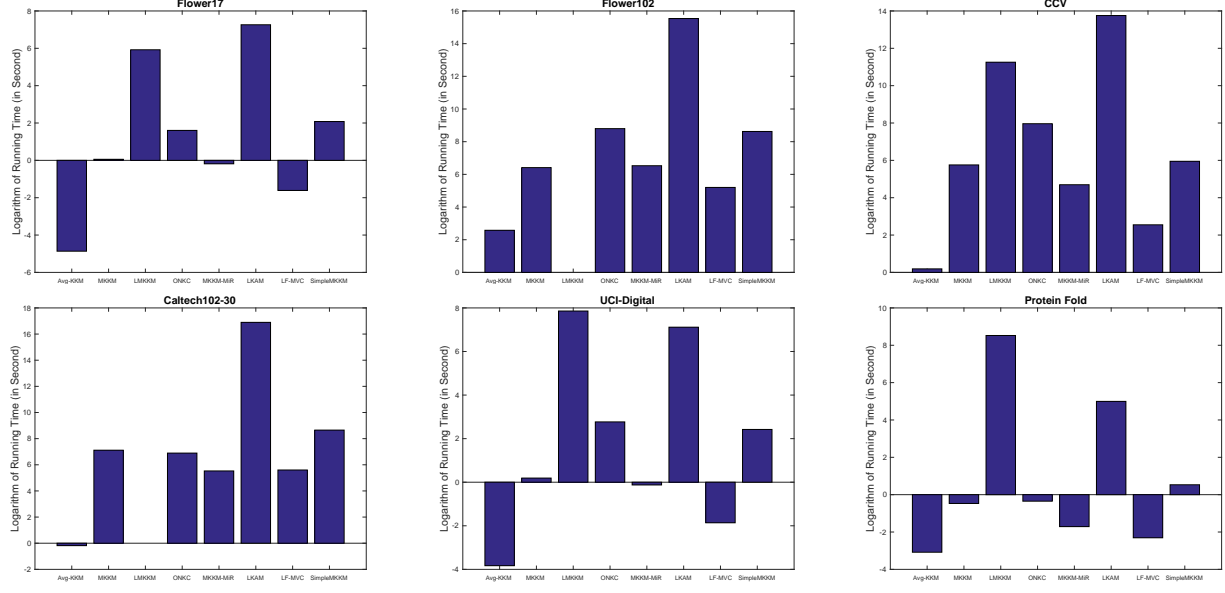 Flower17
8
6
4
2
0
-2
-4
-6
Logarithm of Running Time (in Second)
Avg-KKM MKKM LMKKM ONKC MKKM-MiR LKAM LF-MVC SimpleMKKM
Flower102
16
14
12
10
8
6
4
2
0
Logarithm of Running Time (in Second)
Avg-KKM MKKM LMKKM ONKC MKKM-MiR LKAM LF-MVC SimpleMKKM
CCV
14
12
10
8
6
4
2
0
Logarithm of Running Time (in Second)
Avg-KKM MKKM LMKKM ONKC MKKM-MiR LKAM LF-MVC SimpleMKKM
Caltech102-30
18
16
14
12
10
8
6
4
2
0
-2
Logarithm of Running Time (in Second)
Avg-KKM MKKM LMKKM ONKC MKKM-MiR LKAM LF-MVC SimpleMKKM
UCI-Digital
8
6
4
2
0
-2
-4
Logarithm of Running Time (in Second)
Avg-KKM MKKM LMKKM ONKC MKKM-MiR LKAM LF-MVC SimpleMKKM
Protein Fold
10
8
6
4
2
0
-2
-4
Logarithm of Running Time (in Second)
Avg-KKM MKKM LMKKM ONKC MKKM-MiR LKAM LF-MVC SimpleMKKM